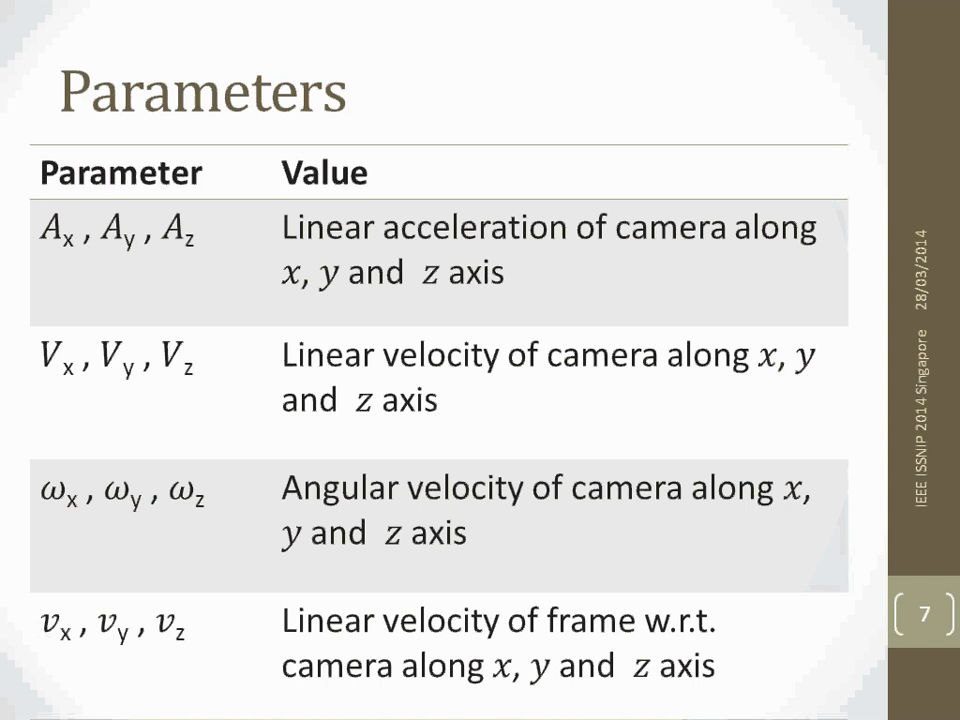 Parameters
Parameter Value
𝐴x , 𝐴y , 𝐴z Linear acceleration of camera along
𝑥, 𝑦 and 𝑧 axis
𝑉x , 𝑉y , 𝑉z Linear velocity of camera along 𝑥, 𝑦
and 𝑧 axis
𝜔x , 𝜔y , 𝜔z Angular velocity of camera along 𝑥,
𝑦 and 𝑧 axis
𝑣x , 𝑣y , 𝑣z Linear velocity of frame w.r.t.
camera along 𝑥, 𝑦 and 𝑧 axis
IEEE ISSNIP 2014 Singapore 28/03/2014
7